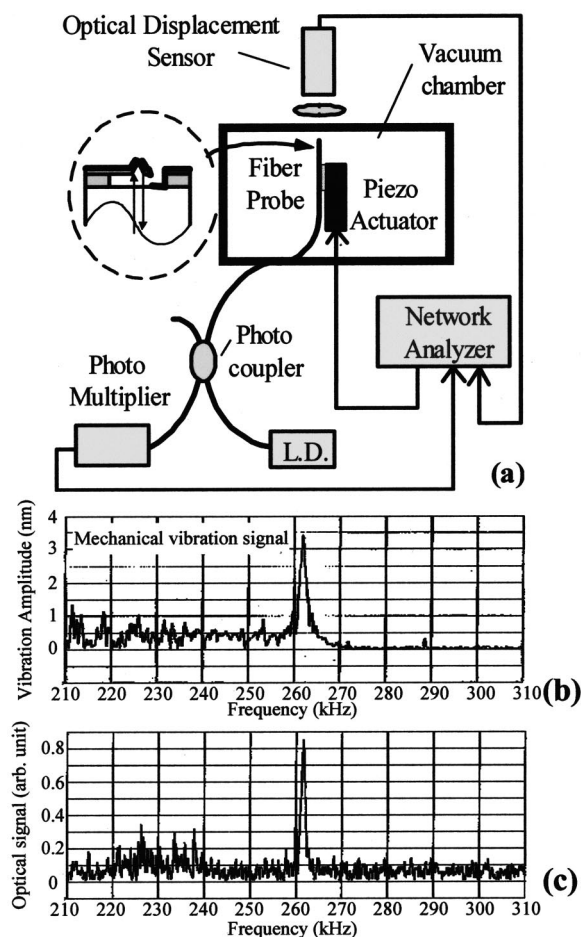 Optical Displacement
Sensor
Vacuum
chamber
Fiber
Probe
Piezo
Actuator
Network
Analyzer
Photo
coupler
Photo
Multiplier
L.D.
(a)
Mechanical vibration signal
Vibration Amplitude (nm)
4
3
2
1
0
210 220 230 240 250 260 270 280 290 300 310
Frequency (kHz)
(b)
Optical signal (arb. unit)
0.8
0.6
0.4
0.2
0
210 220 230 240 250 260 270 280 290 300 310
Frequency (kHz)
(c)